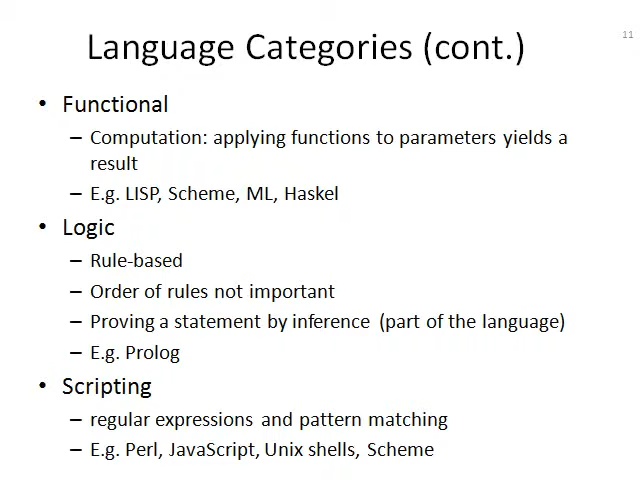 11
Language Categories (cont.)
• Functional
– Computation: applying functions to parameters yields a
result
– E.g. LISP, Scheme, ML, Haskel
• Logic
– Rule-based
– Order of rules not important
– Proving a statement by inference (part of the language)
– E.g. Prolog
• Scripting
– regular expressions and pattern matching
– E.g. Perl, JavaScript, Unix shells, Scheme